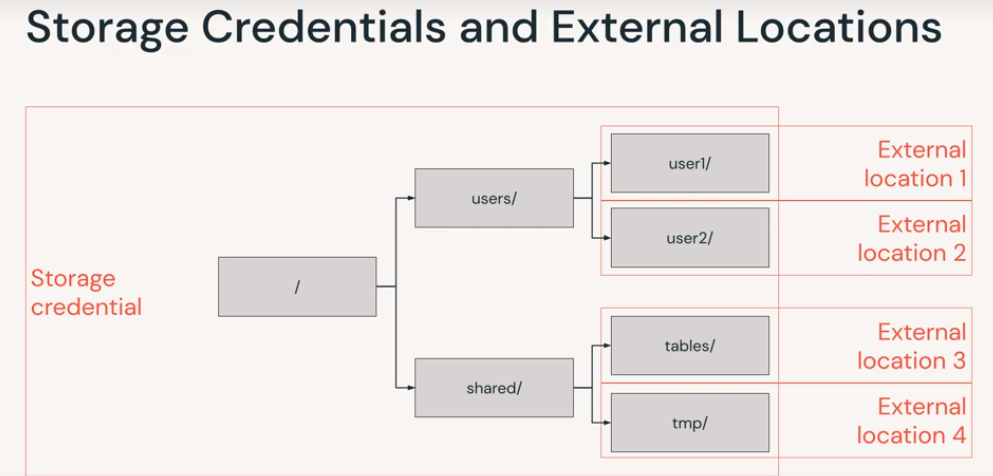 Storage Credentials and External Locations
user1/
External
location 1
users/
user2/
External
location 2
Storage
credential
/
tables/
External
location 3
shared/
tmp/
External
location 4